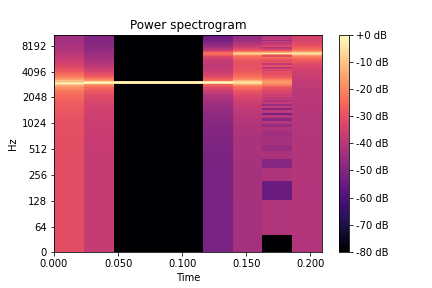 Power spectrogram
8192
4096
2048
1024
512
256
128
64
0
Hz
0.000 0.050 0.100 0.150 0.200
Time
+0 dB
-10 dB
-20 dB
-30 dB
-40 dB
-50 dB
-60 dB
-70 dB
-80 dB